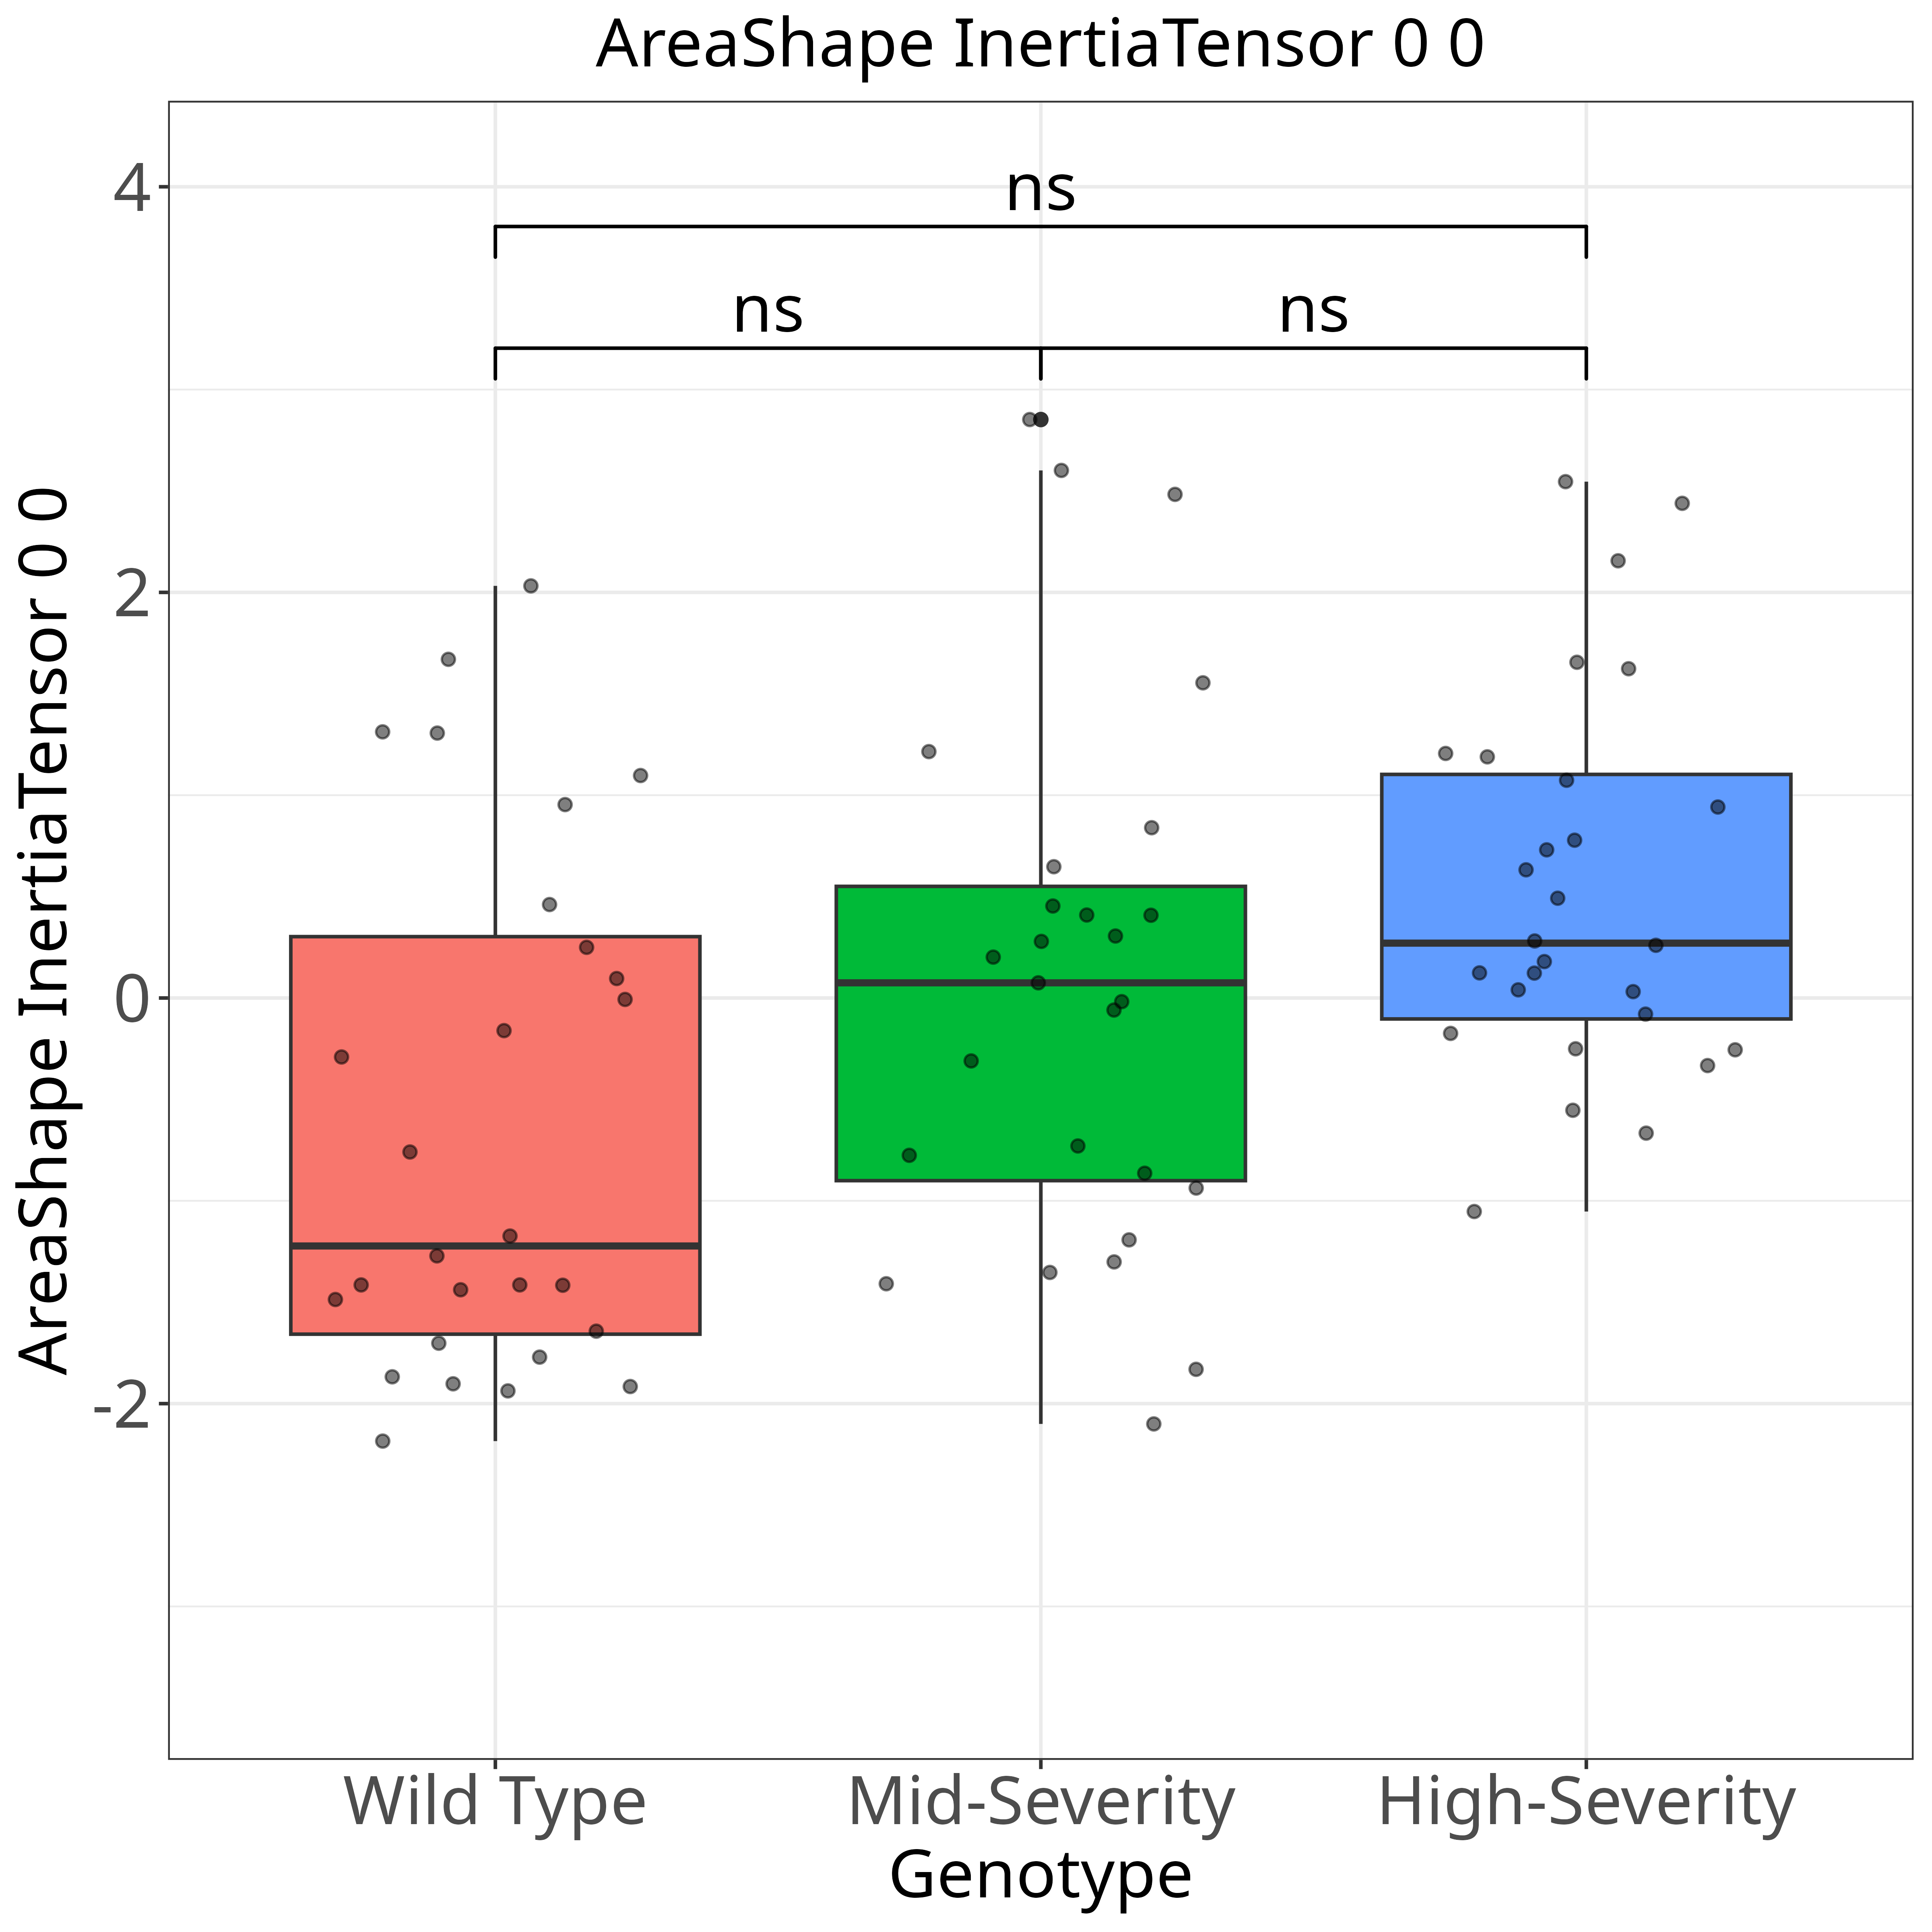 AreaShape InertiaTensor 0 0
AreaShape InertiaTensor 0 0
4
2
0
-2
ns
ns
ns
Wild Type
Mid-Severity
High-Severity
Genotype